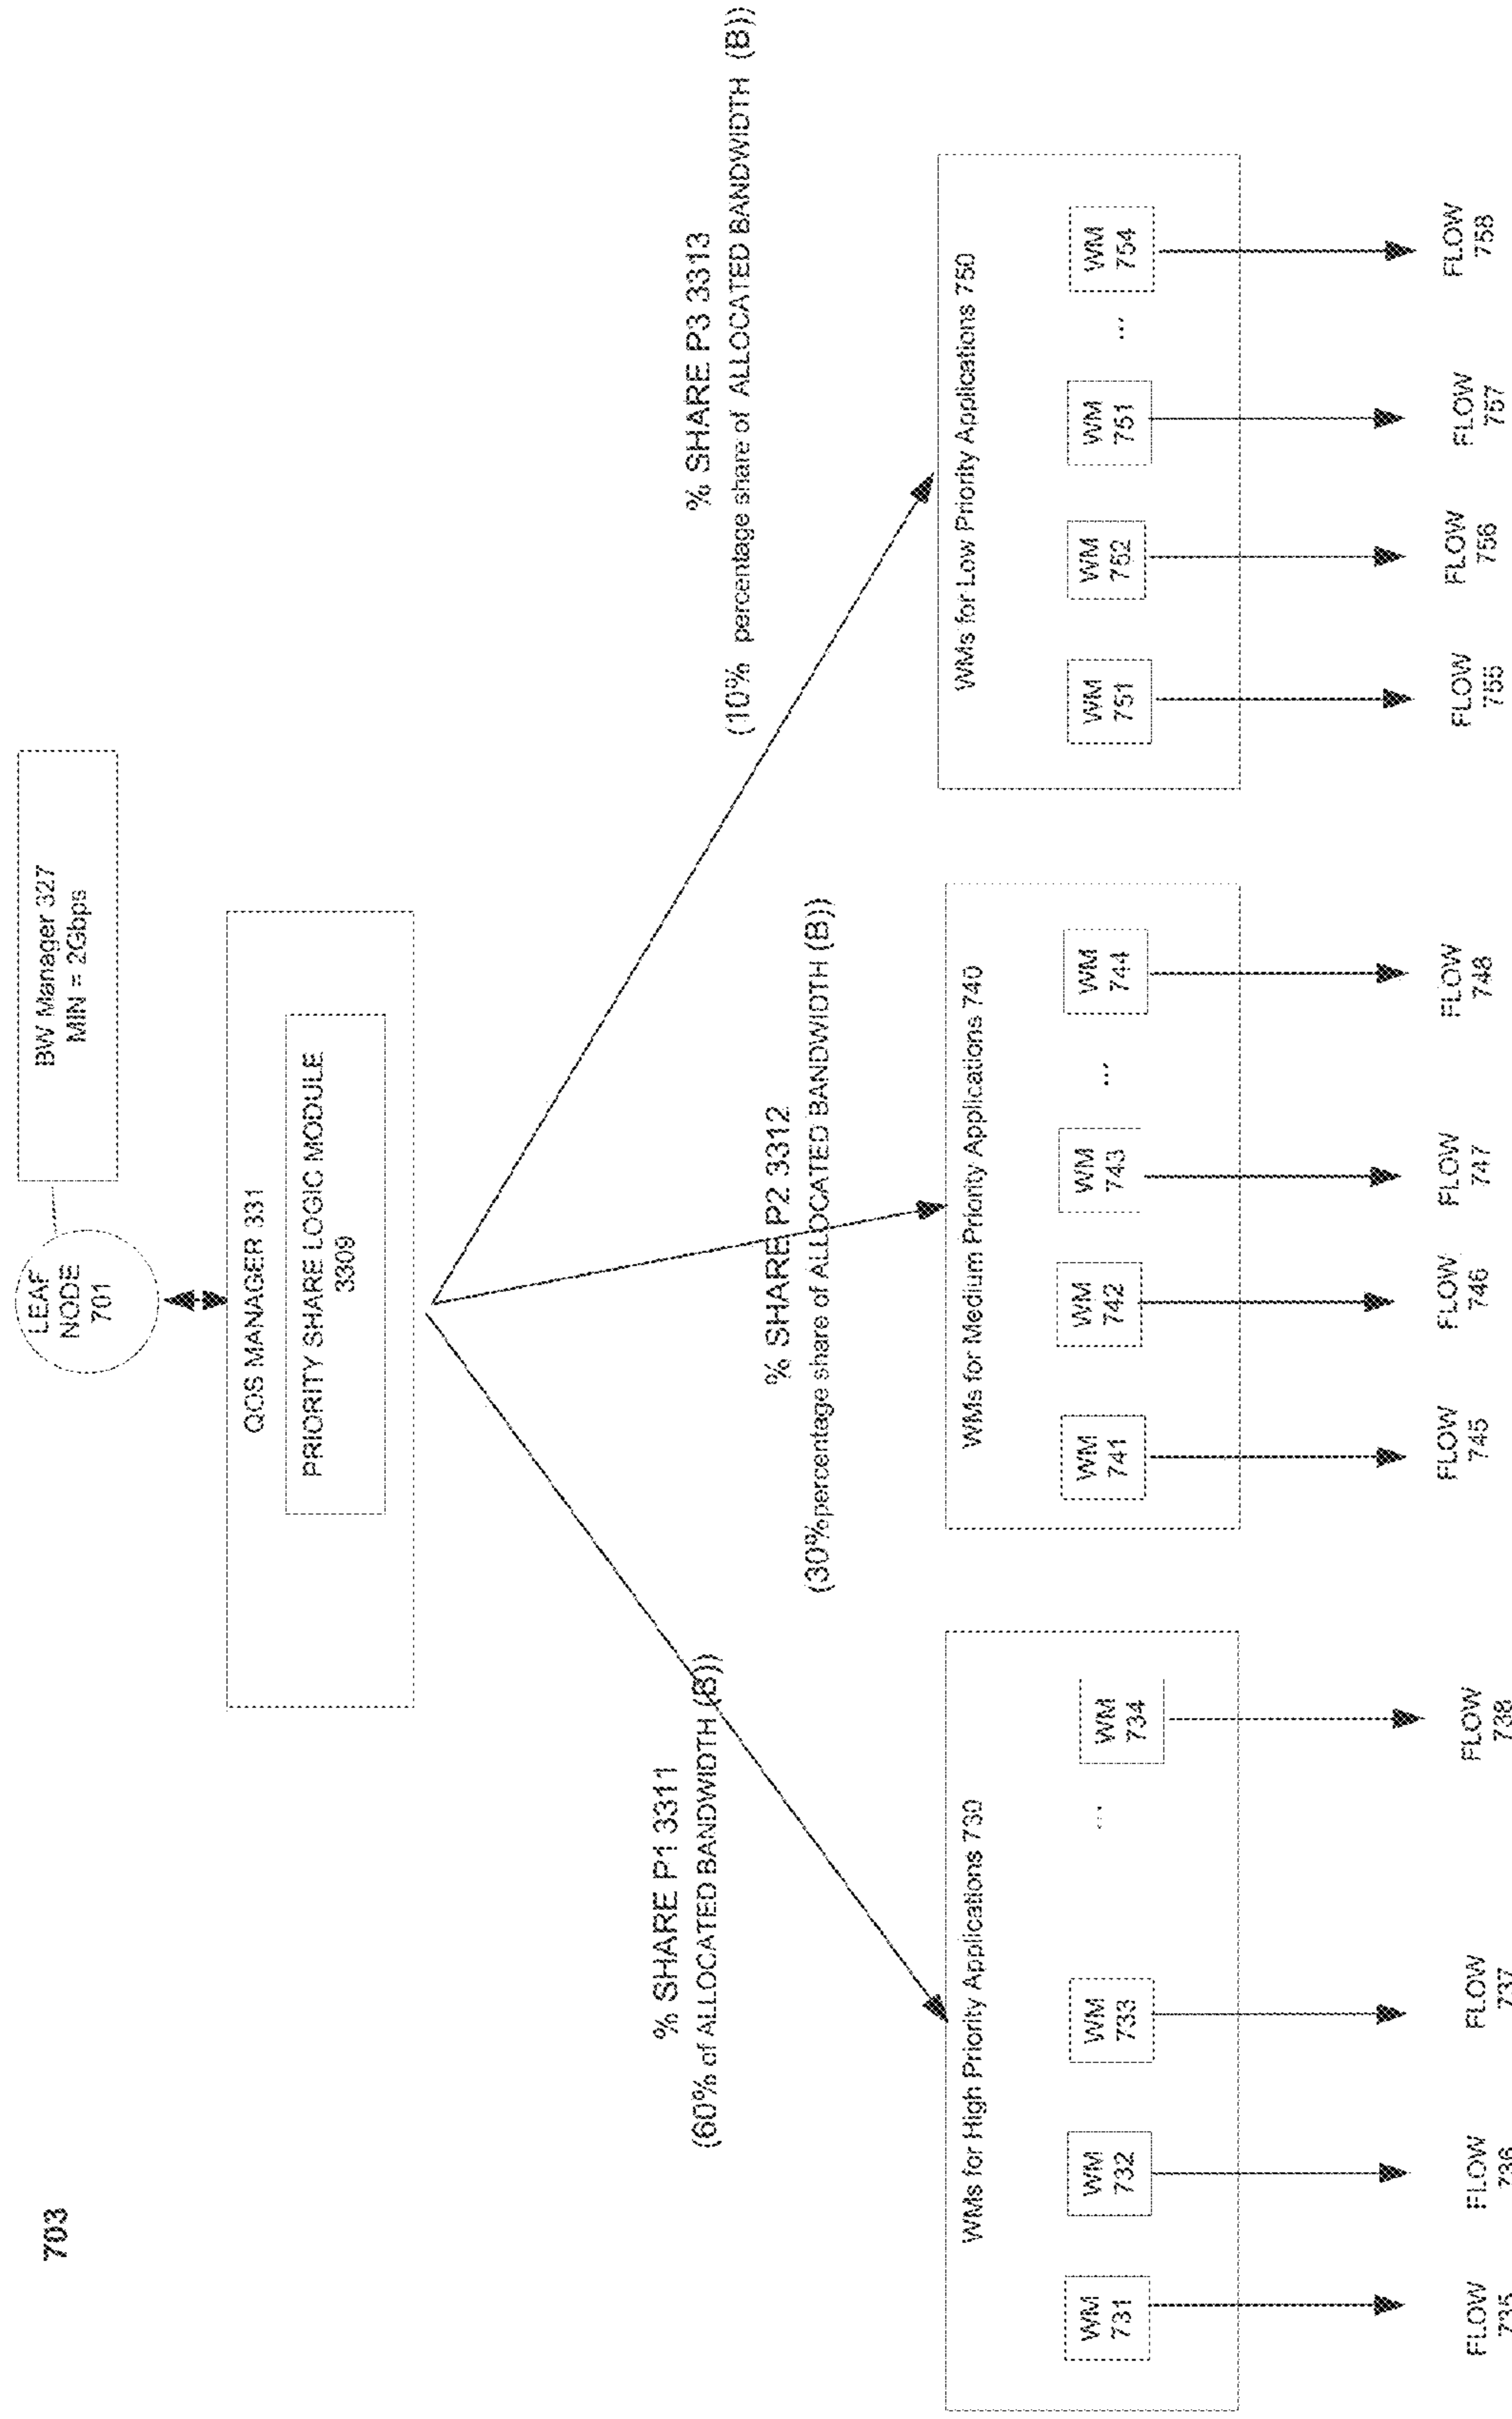 703
LEAF
NODE
701
BW Manager 327
MIN = 2Gbps
QOS MANAGER 331
PRIORITY SHARE LOGIC MODULE
3309
% SHARE P1 3311
(60% of ALLOCATED BANDWIDTH (B))
% SHARE P2 3312
(30%percentage share of ALLOCATED BANDWIDTH (B))
% SHARE P3 3313
(10% percentage share of ALLOCATED BANDWIDTH (B))
WMs for High Priority Applications 730
WM
731
WM
732
WM
733
...
WM
734
FLOW
735
FLOW
736
FLOW
737
FLOW
738
WMs for Medium Priority Applications 740
WM
741
WM
742
WM
743
...
WM
744
FLOW
745
FLOW
746
FLOW
747
FLOW
748
WMs for Low Priority Applications 750
WM
751
WM
752
WM
751
...
WM
754
FLOW
755
FLOW
756
FLOW
757
FLOW
758